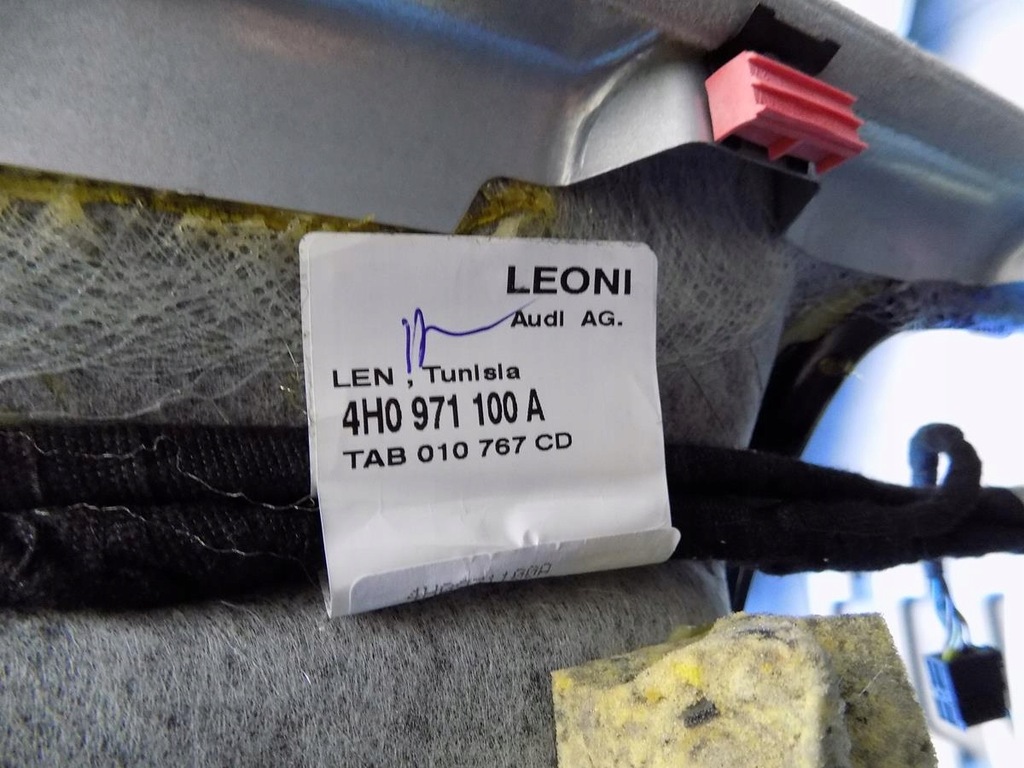 LEONI
Audi AG.
LEN , Tunisia
4H0 971 100 A
TAB 010 767 CD